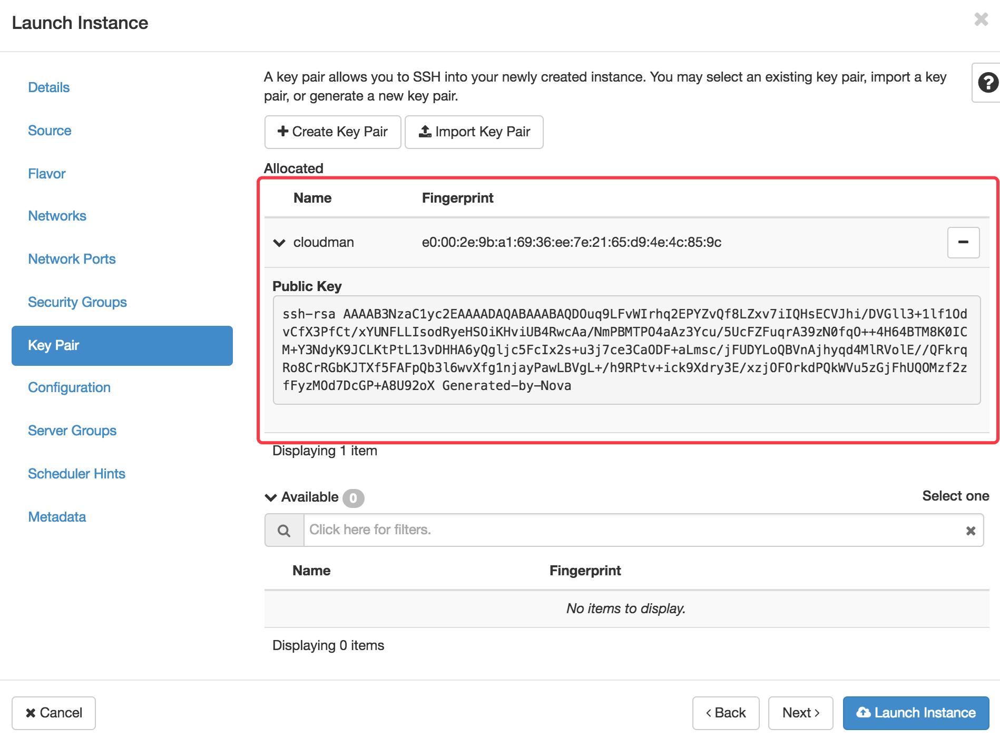 Launch Instance
Details
Source
Flavor
Networks
Network Ports
Security Groups
Key Pair
Configuration
Server Groups
Scheduler Hints
Metadata
A key pair allows you to SSH into your newly created instance. You may select an existing key pair, import a key
pair, or generate a new key pair.
Create Key Pair
Import Key Pair
Allocated
Name Fingerprint
cloudman e0:00:2e:9b:a1:69:36:ee:7e:21:65:d9:4e:4c:85:9c
Public Key
ssh-rsa AAAAB3NzaC1yc2EAAAADAQABAAABAQDOuq9LFvWIrhq2EPYZvQf8LZxv7iIQHsECVJhi/DVGll3+1lf1Od
vCfX3PfCt/xYUNFLLIsodRyeHSOiKHviUB4RwcAa/NmPBMTPO4aAz3Ycu/5UcFZFuqrA39zN0fqO++4H64BTM8K0IC
M+Y3NdyK9JCLKtPtL13vDHHA6yQgljc5FcIx2s+u3j7ce3CaODF+aLmsc/jFUDYLoQBVnAjhyqd4MlRVolE//QFkrq
Ro8CrRGbKJTXf5FAFpQb3l6wvXfg1njayPawLBVgL+/h9RPtv+ick9Xdry3E/xzjOFOrkdPQkWVu5zGjFhUQOMzf2z
fFyzMOd7DcGP+A8U92oX Generated-by-Nova
Displaying 1 item
Available 0
Select one
Click here for filters.
Name Fingerprint
No items to display.
Displaying 0 items
Cancel
Back
Next
Launch Instance